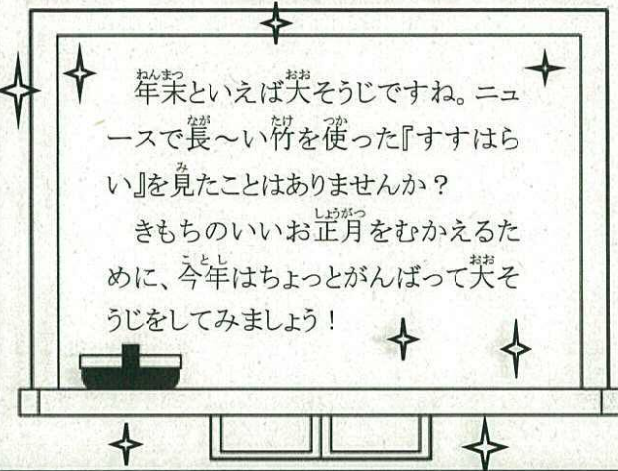 年末といえば大そうじですね。ニュ
ースで長～い竹を使った『すすはら
い』を見たことはありませんか？
きもちのいいお正月をむかえるた
めに、今年はちょっとがんばって大そ
うじをしてみましょう！